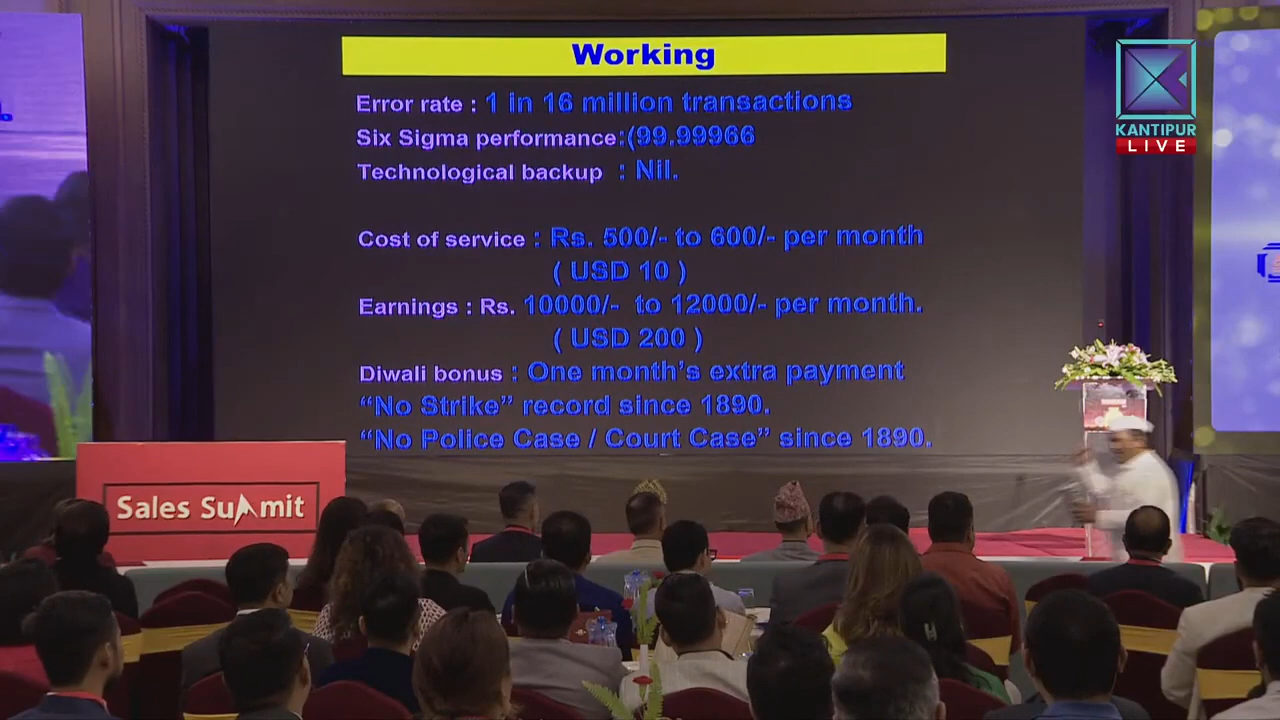 Working
Error rate : 1 in 16 million transactions
Six Sigma performance:(99.99966
Technological backup : Nil.
Cost of service : Rs. 500/- to 600/- per month
( USD 10 )
Earnings : Rs. 10000/- to 12000/- per month.
( USD 200 )
Diwali bonus : One month's extra payment
“No Strike” record since 1890.
“No Police Case / Court Case” since 1890.
KANTIPUR
LIVE
Sales Summit